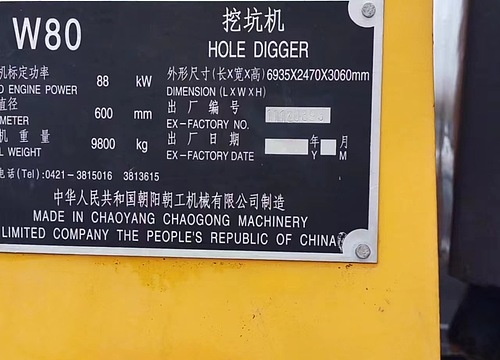 W80
挖坑机
HOLE DIGGER
机标定功率 88 kW
ENGINE POWER
外形尺寸(长X宽X高) 6935X2470X3060mm
DIMENSION (L X W X H)
直径 600 mm
METER
出厂编号
EX-FACTORY NO.
机重量 9800 kg
L WEIGHT
出厂日期 年 月
EX-FACTORY DATE Y M
电话(Tel):0421-3815016 3813615
中华人民共和国朝阳朝工机械有限公司制造
MADE IN CHAOYANG CHAOGONG MACHINERY
LIMITED COMPANY THE PEOPLE'S REPUBLIC OF CHINA